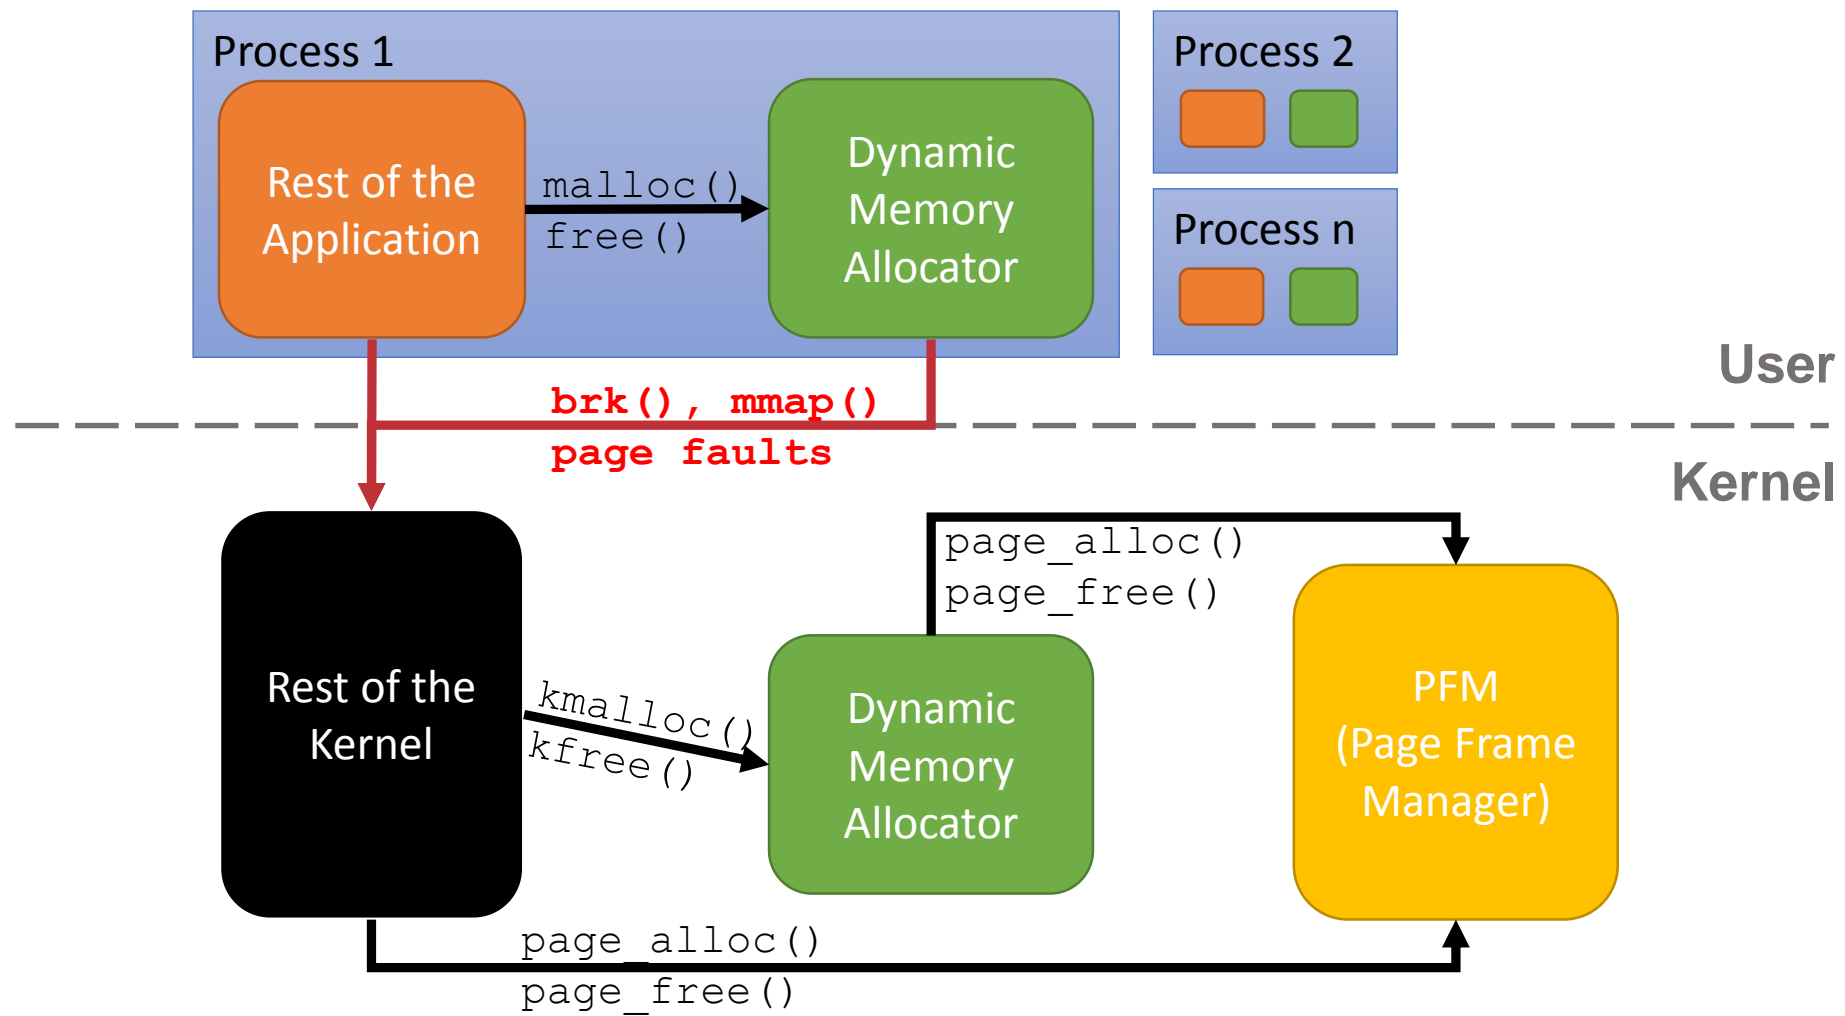 Process 1
Rest of the
Application
malloc()
free()
Dynamic
Memory
Allocator
Process 2
Process n
User
brk(), mmap()
page faults
Kernel
Rest of the
Kernel
kmalloc()
kfree()
Dynamic
Memory
Allocator
page_alloc()
page_free()
PFM
(Page Frame
Manager)
page_alloc()
page_free()